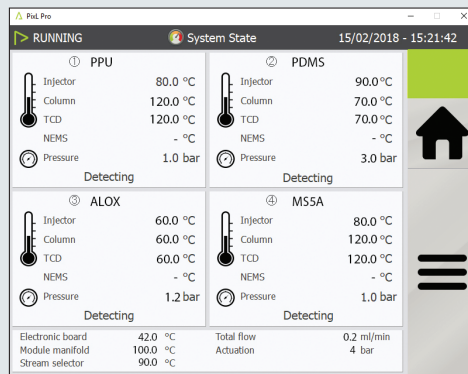 PixL Pro
RUNNING System State 15/02/2018 - 15:21:42
① PPU
Injector 80.0 °C
Column 120.0 °C
TCD 120.0 °C
NEMS - °C
Pressure 1.0 bar
Detecting
② PDMS
Injector 90.0 °C
Column 70.0 °C
TCD 70.0 °C
NEMS - °C
Pressure 3.0 bar
Detecting
③ ALOX
Injector 60.0 °C
Column 60.0 °C
TCD 60.0 °C
NEMS - °C
Pressure 1.2 bar
Detecting
④ MS5A
Injector 80.0 °C
Column 120.0 °C
TCD 120.0 °C
NEMS - °C
Pressure 1.0 bar
Detecting
Electronic board 42.0 °C Total flow 0.2 ml/min
Module manifold 100.0 °C Actuation 4 bar
Stream selector 90.0 °C